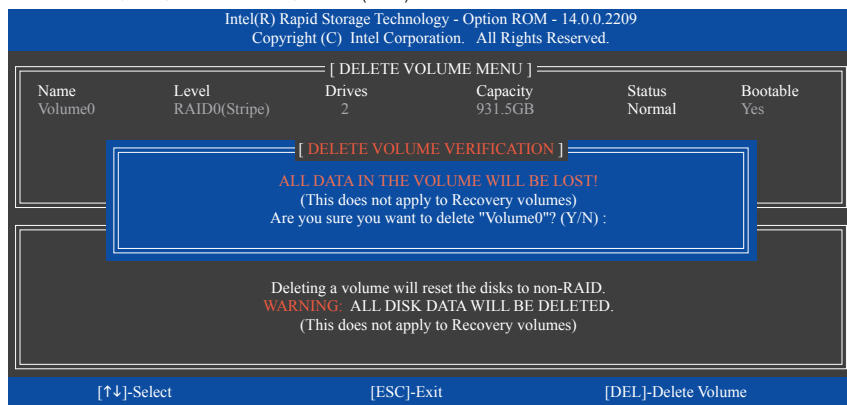 Intel(R) Rapid Storage Technology - Option ROM - 14.0.0.2209
Copyright (C) Intel Corporation. All Rights Reserved.
[ DELETE VOLUME MENU ]
Name Level Drives Capacity Status Bootable
Volume0 RAID0(Stripe) 2 931.5GB Normal Yes
[ DELETE VOLUME VERIFICATION ]
ALL DATA IN THE VOLUME WILL BE LOST!
(This does not apply to Recovery volumes)
Are you sure you want to delete "Volume0"? (Y/N) :
Deleting a volume will reset the disks to non-RAID.
WARNING: ALL DISK DATA WILL BE DELETED.
(This does not apply to Recovery volumes)
[↑↓]-Select [ESC]-Exit [DEL]-Delete Volume